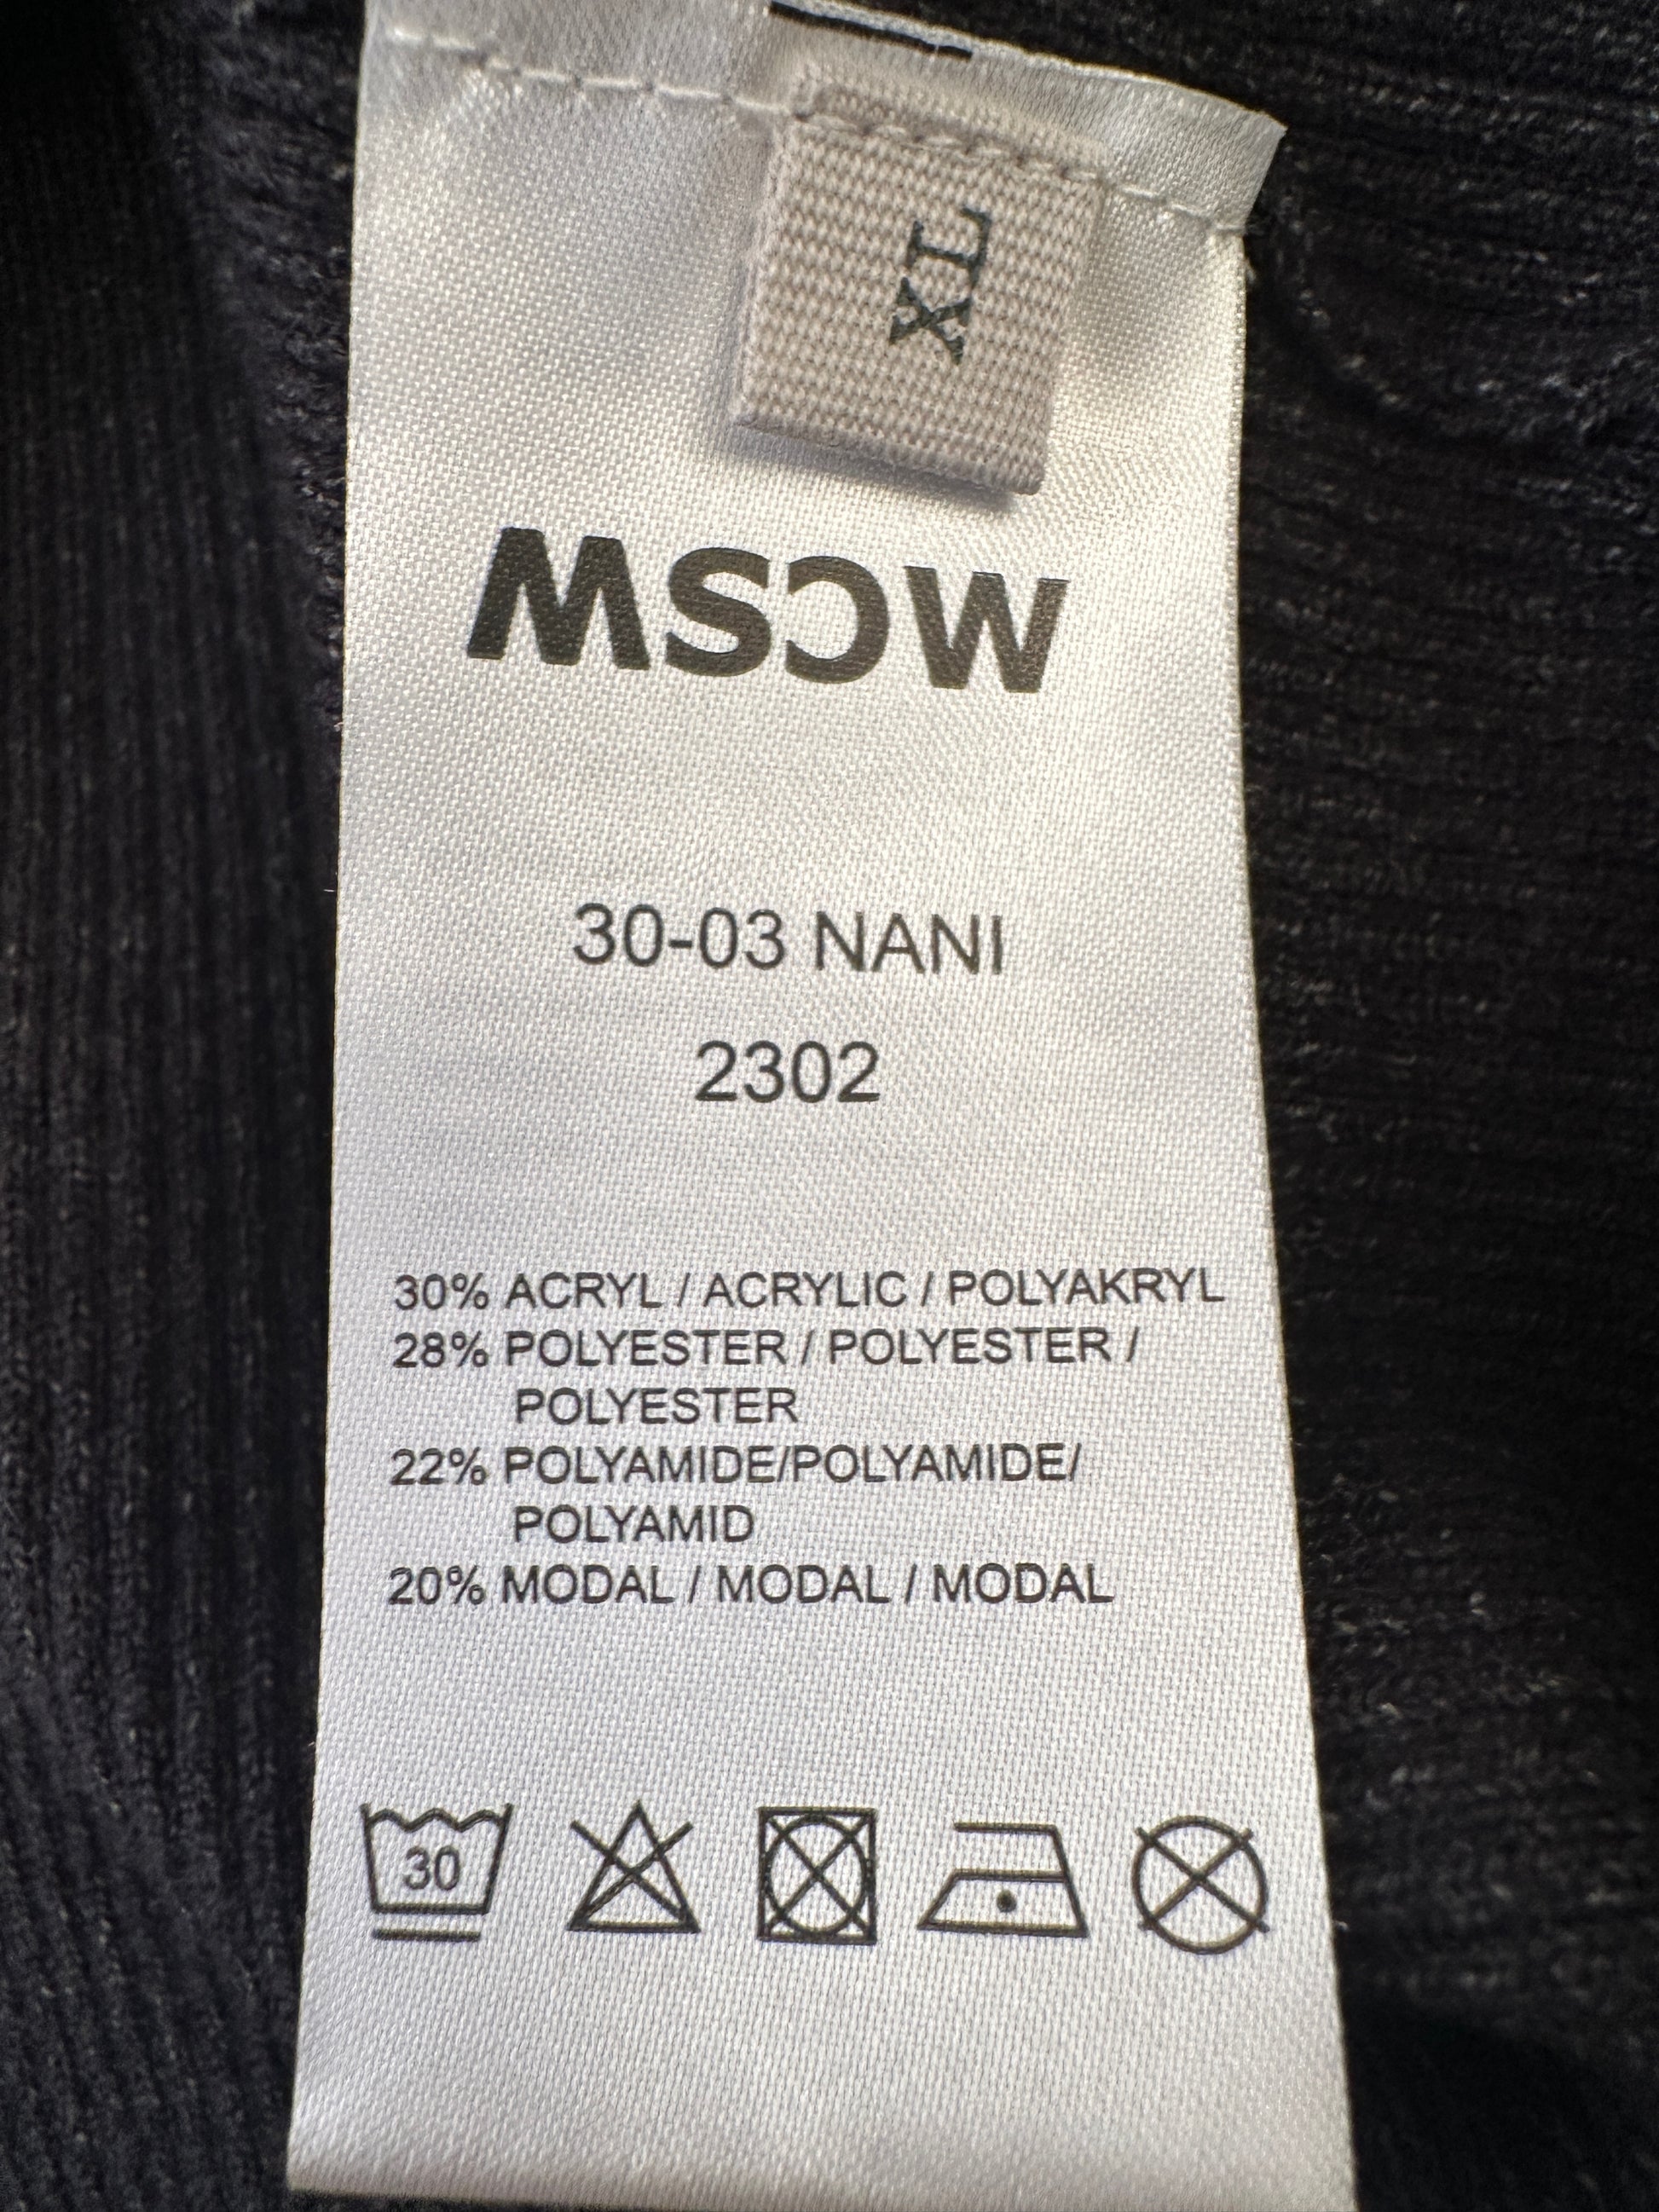 XL
MSCW
30-03 NANI
2302
30% ACRYL / ACRYLIC / POLYAKRYL
28% POLYESTER / POLYESTER /
POLYESTER
22% POLYAMIDE/POLYAMIDE/
POLYAMID
20% MODAL / MODAL / MODAL
30